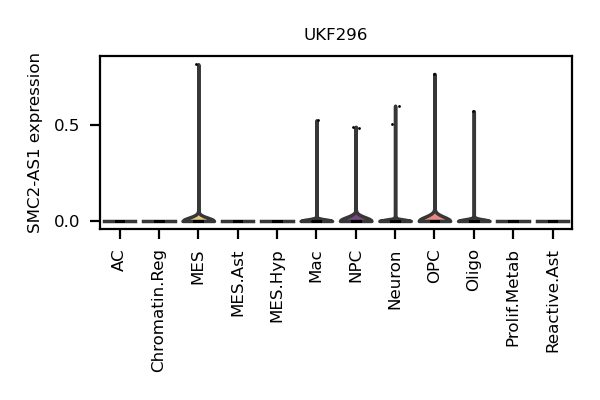 UKF296
SMC2-AS1 expression
0.5
0.0
AC
Chromatin.Reg
MES
MES.Ast
MES.Hyp
Mac
NPC
Neuron
OPC
Oligo
Prolif.Metab
Reactive.Ast